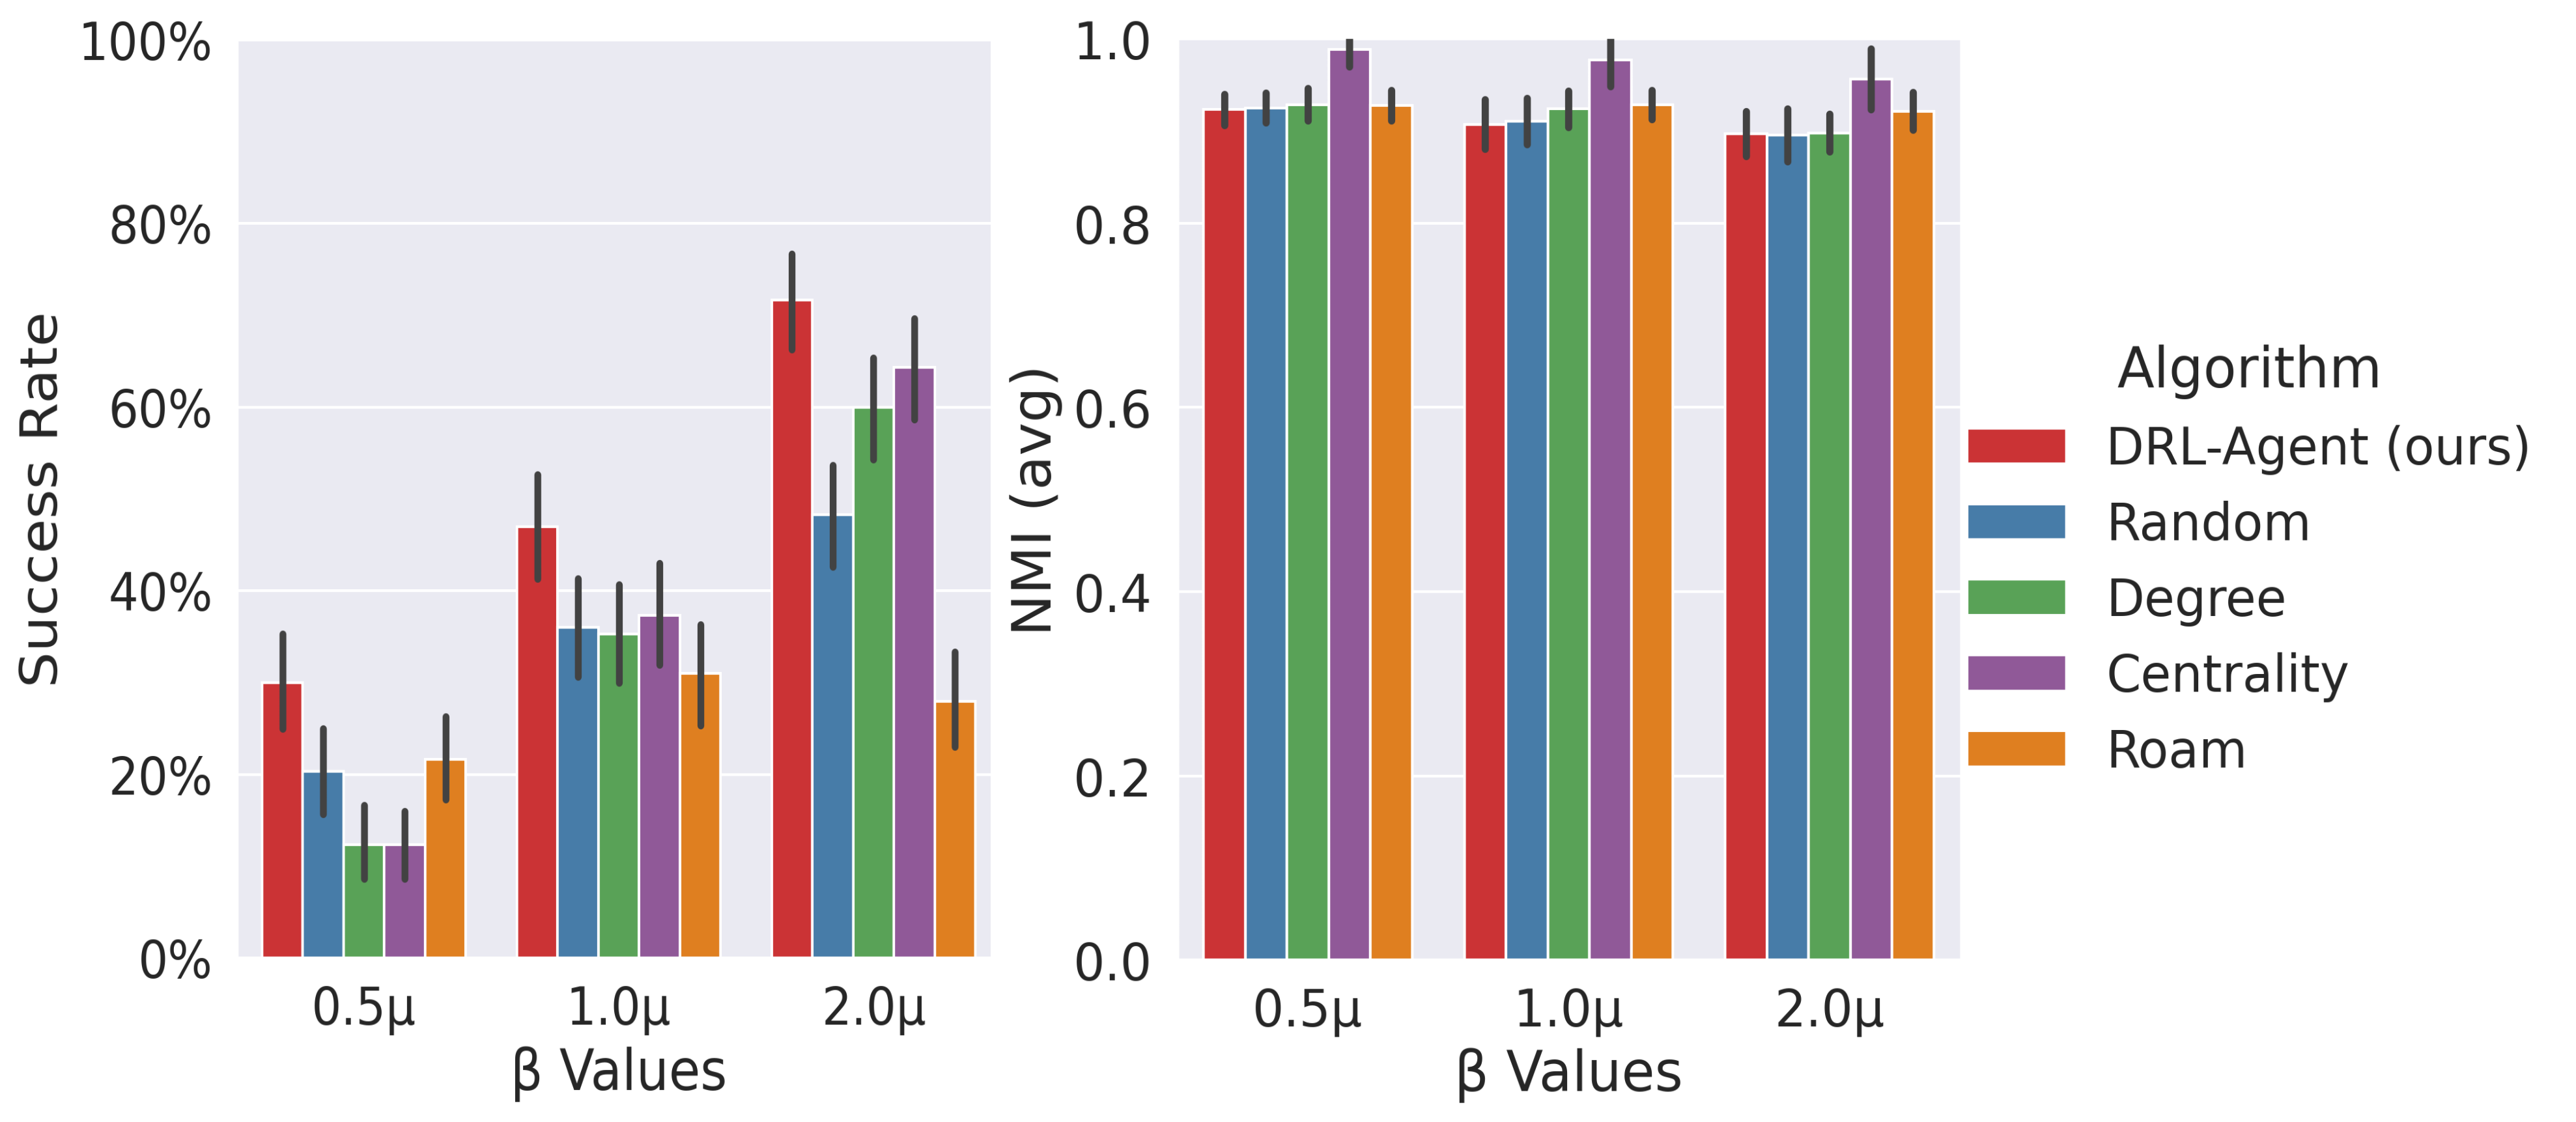 100%
80%
60%
40%
20%
0%
Success Rate
0.5μ 1.0μ 2.0μ
β Values
1.0
0.8
0.6
0.4
0.2
0.0
NMI (avg)
0.5μ 1.0μ 2.0μ
β Values
Algorithm
DRL-Agent (ours)
Random
Degree
Centrality
Roam